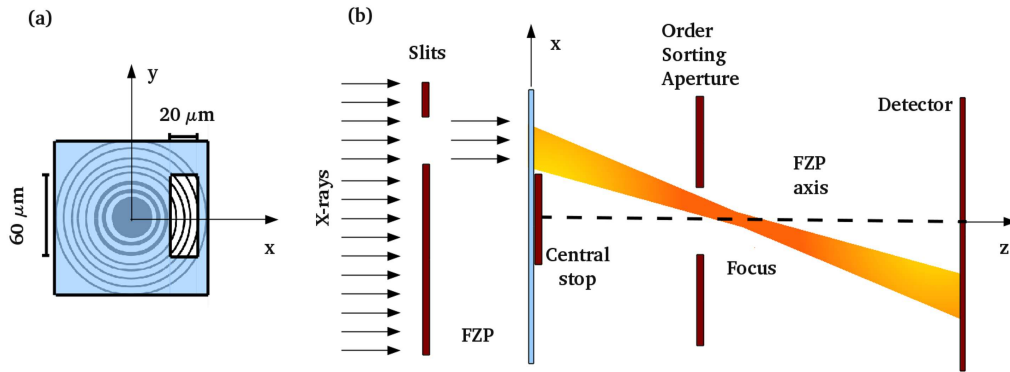 (a)
y
20 μm
60 μm
x
(b)
Slits
x
Order
Sorting
Aperture
Detector
X-rays
FZP
axis
Central
stop
Focus
z
FZP